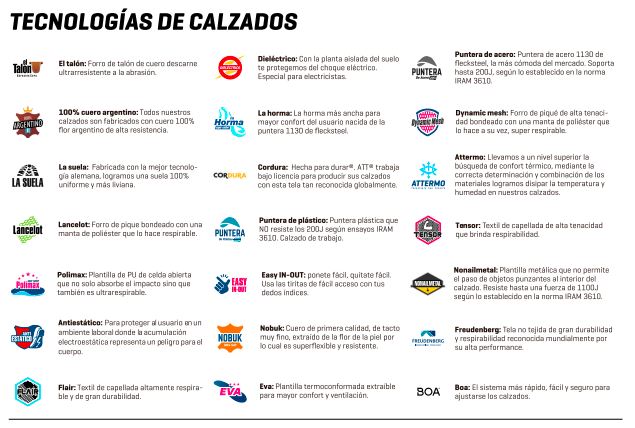 TECNOLOGÍAS DE CALZADOS
el Talón
El talón: Forro de talón de cuero descarne
ultrarresistente a la abrasión.
DIELÉCTRICO
Dieléctrico: Con la planta aislada del suelo
te protegemos del choque eléctrico.
Especial para electricistas.
PUNTERA
De Acero
Puntera de acero: Puntera de acero 1130 de
flecksteel, la más cómoda del mercado. Soporta
hasta 200J, según lo establecido en la norma
IRAM 3610.
ARGENTINO
100% cuero argentino: Todos nuestros
calzados son fabricados con cuero 100%
flor argentino de alta resistencia.
la Horma
La horma: La horma más ancha para
mayor confort del usuario nacida de la
puntera 1130 de flecksteel.
Dynamic Mesh
Dynamic mesh: Forro de piqué de alta tenaci-
dad bondeado con una manta de poliéster que
lo hace a su vez, super respirable.
LA SUELA
La suela: Fabricada con la mejor tecnolo-
gía alemana, logramos una suela 100%
uniforme y más liviana.
CORDURA
Cordura: Hecha para durar®. ATT® trabaja
bajo licencia para producir sus calzados
con esta tela tan reconocida globalmente.
ATTERMO
Attermo: Llevamos a un nivel superior la
búsqueda de confort térmico, mediante la
correcta determinación y combinación de los
materiales logramos disipar la temperatura y
humedad en nuestros calzados.
Lancelot
Lancelot: Forro de pique bondeado con una
manta de poliéster que lo hace respirable.
PUNTERA
Puntera de plástico: Puntera plástica que
NO resiste los 200J según ensayos IRAM
3610. Calzado de trabajo.
TENSOR
Tensor: Textil de capellada de alta tenacidad
que brinda respirabilidad.
Polimax
Polimax: Plantilla de PU de celda abierta
que no solo absorbe el impacto sino que
también es ultrarespirable.
EASY
IN-OUT
Easy IN-OUT: ponete fácil, quitate fácil.
Usa las tiritas de fácil acceso con tus
dedos índices.
NONAILMETAL
Nonailmetal: Plantilla metálica que no permite
el paso de objetos punzantes al interior del
calzado. Resiste hasta una fuerza de 1100J
según lo establecido en la norma IRAM 3610.
ANTI
ESTÁTICO
Antiestático: Para proteger al usuario en un
ambiente laboral donde la acumulación
electroestática representa un peligro para el
cuerpo.
NOBUK
Nobuk: Cuero de primera calidad, de tacto
muy fino, extraído de la flor de la piel por
lo cual es superflexible y resistente.
FREUDENBERG
Freudenberg: Tela no tejida de gran durabilidad
y respirabilidad reconocida mundialmente por
su alta performance.
FLAIR
Flair: Textil de capellada altamente respira-
ble y de gran durabilidad.
EVA
Eva: Plantilla termoconformada extraíble
para mayor confort y ventilación.
BOA
Boa: El sistema más rápido, fácil y seguro para
ajustarse los calzados.